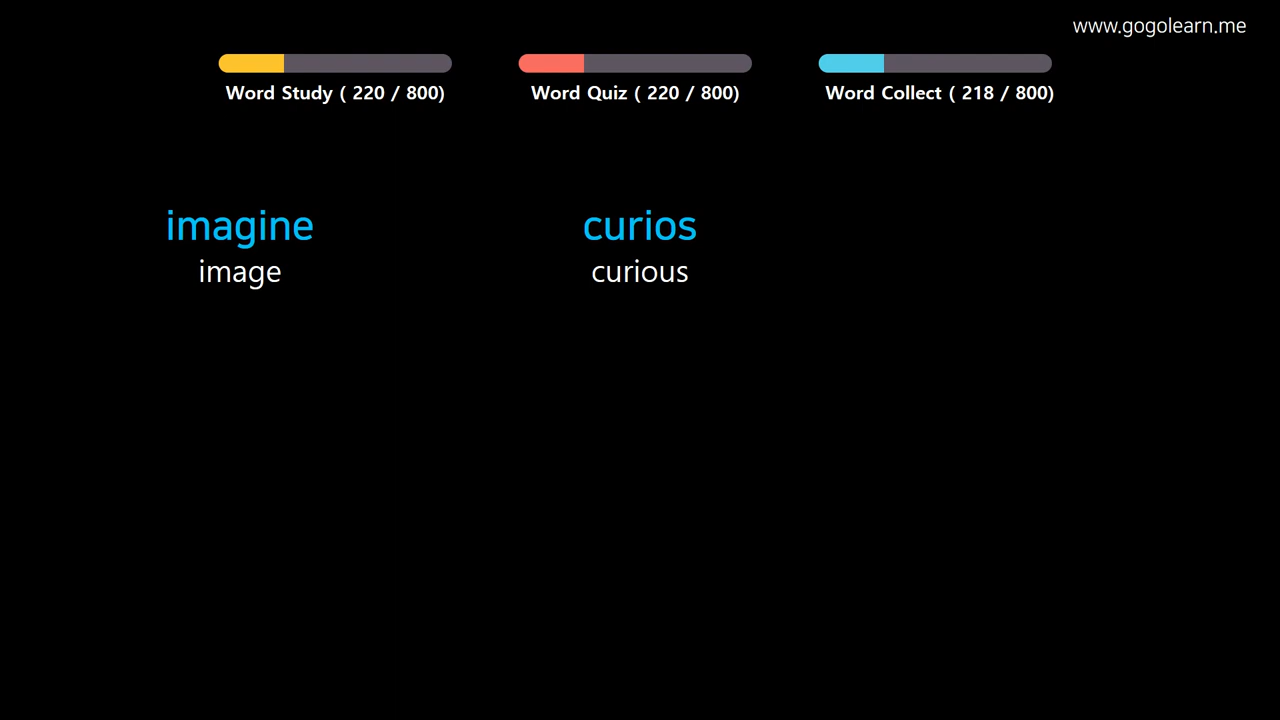 www.gogolearn.me
Word Study ( 220 / 800)
Word Quiz ( 220 / 800)
Word Collect ( 218 / 800)
imagine
image
curios
curious